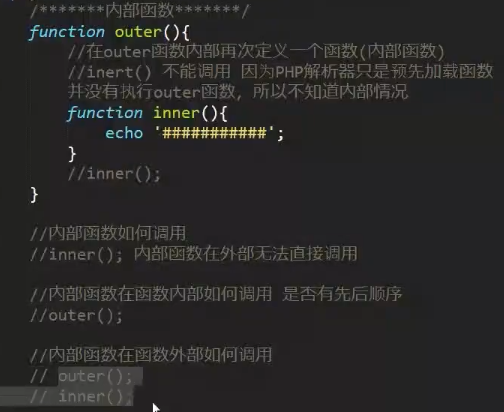 /*******内部函数*******/
function outer(){
//在outer函数内部再次定义一个函数(内部函数)
//inert() 不能调用 因为PHP解析器只是预先加载函数
并没有执行outer函数，所以不知道内部情况
function inner(){
echo '###########';
}
//inner();
}
//内部函数如何调用
//inner(); 内部函数在外部无法直接调用
//内部函数在函数内部如何调用 是否有先后顺序
//outer();
//内部函数在函数外部如何调用
// outer();
// inner();